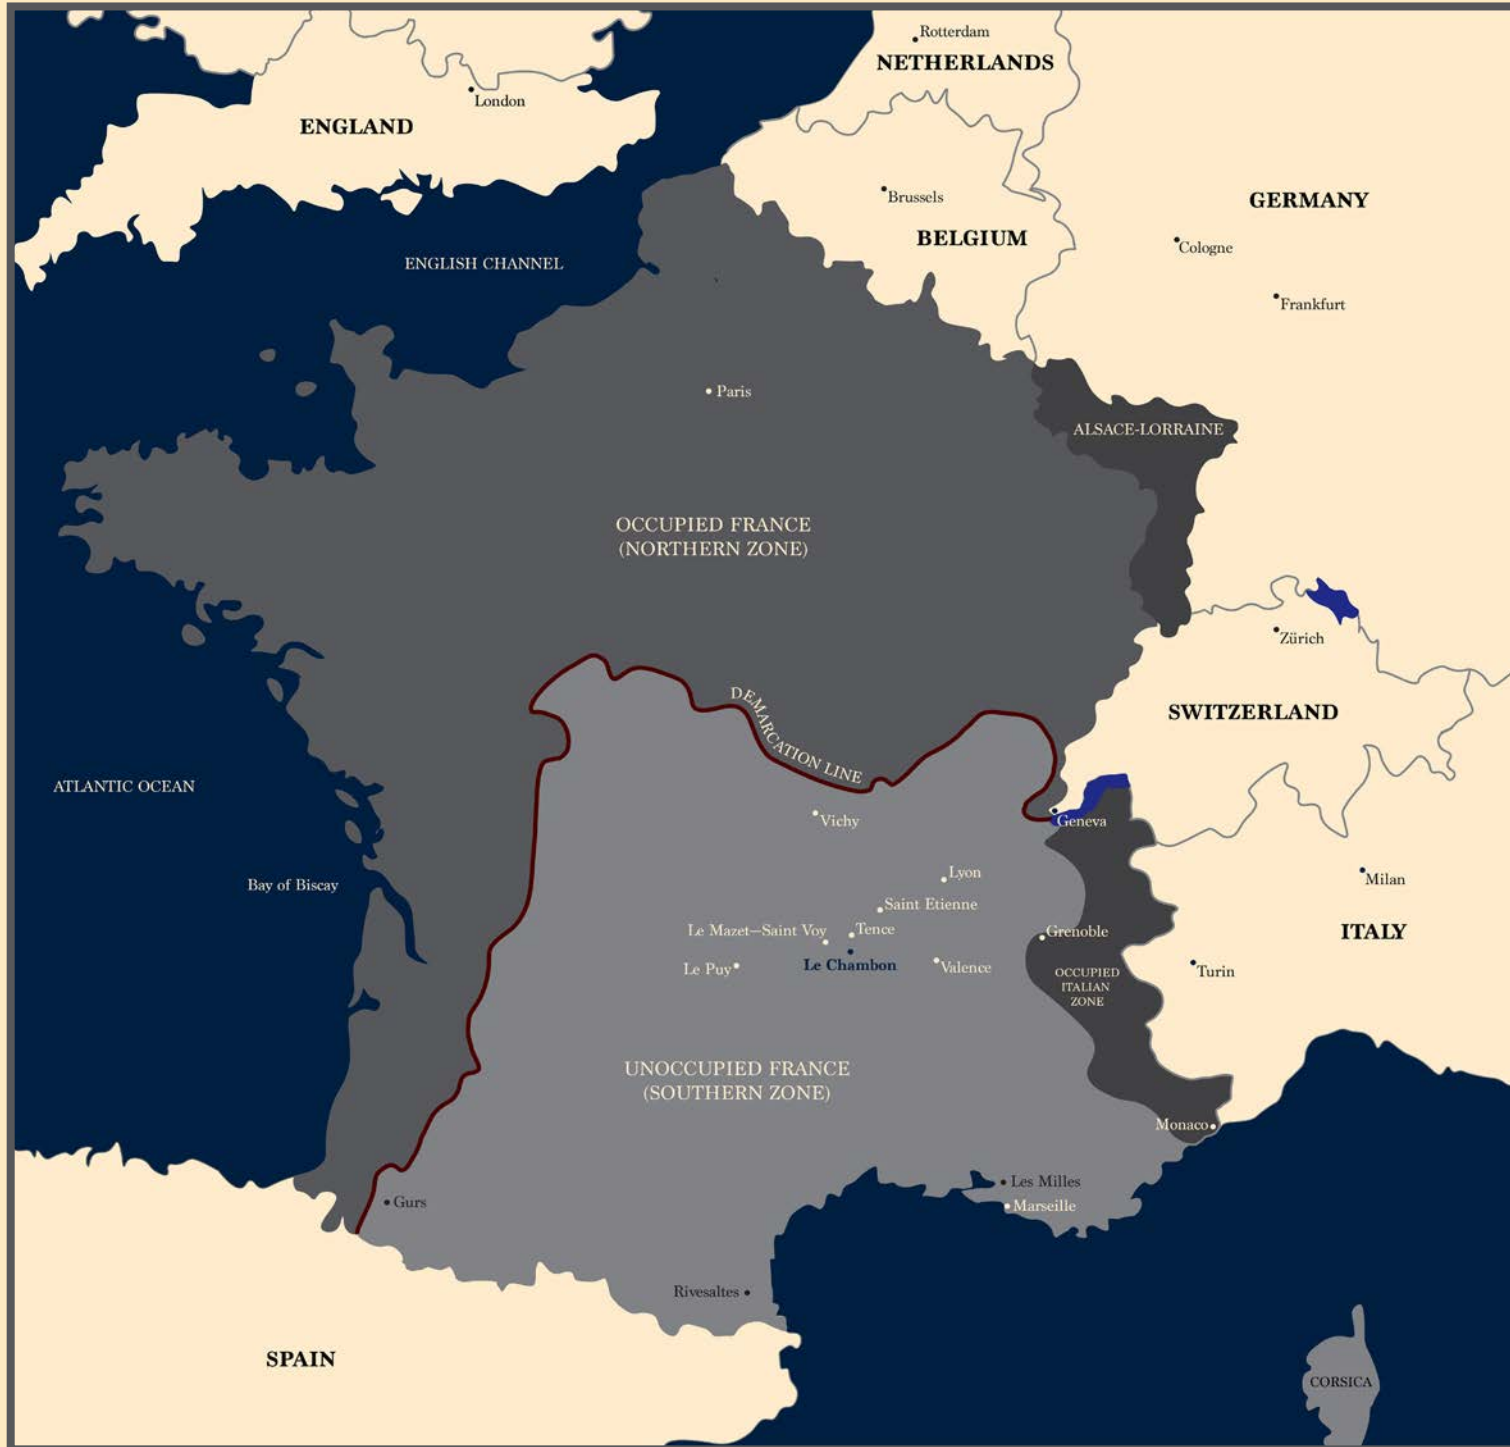 Rotterdam
NETHERLANDS
London
ENGLAND
Brussels
GERMANY
BELGIUM
Cologne
ENGLISH CHANNEL
Frankfurt
Paris
ALSACE-LORRAINE
OCCUPIED FRANCE
(NORTHERN ZONE)
Zürich
DEMARCATION LINE
SWITZERLAND
ATLANTIC OCEAN
Vichy
Geneva
Lyon
Milan
Bay of Biscay
Saint Etienne
Le Mazet—Saint Voy
Tence
Grenoble
ITALY
Le Chambon
Le Puy
Valence
Turin
OCCUPIED
ITALIAN
ZONE
UNOCCUPIED FRANCE
(SOUTHERN ZONE)
Monaco
Les Milles
Gurs
Marseille
Rivesaltes
SPAIN
CORSICA